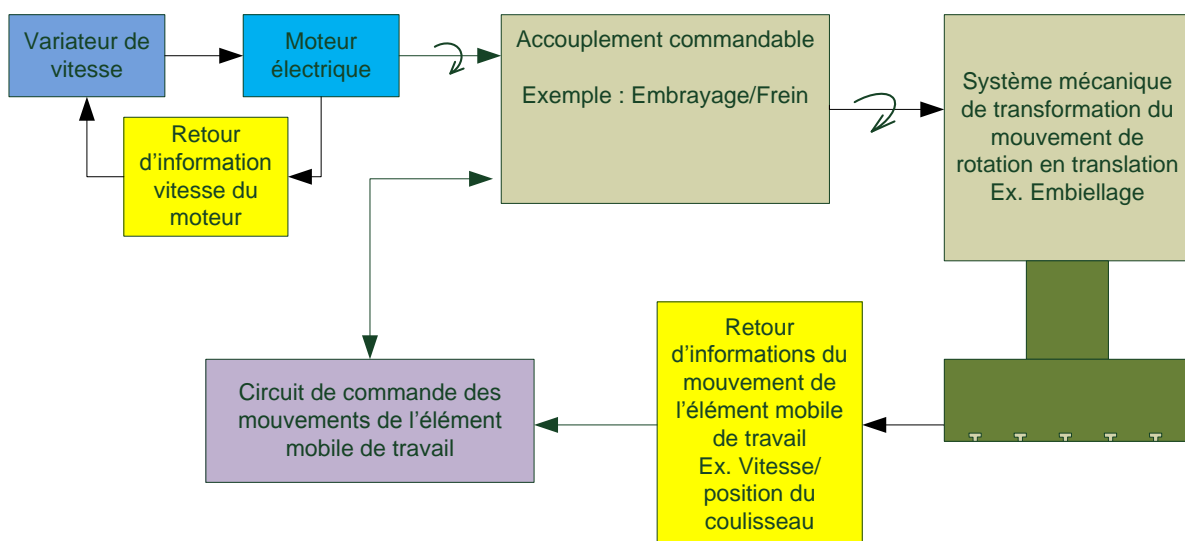 Variateur de
vitesse
Moteur
électrique
Accouplement commandable
Exemple : Embrayage/Frein
Système mécanique
de transformation du
mouvement de
rotation en translation
Ex. Embiellage
Retour
d’information
vitesse du
moteur
Circuit de commande des
mouvements de l’élément
mobile de travail
Retour
d’informations du
mouvement de
l’élément mobile
de travail
Ex. Vitesse/
position du
coulisseau